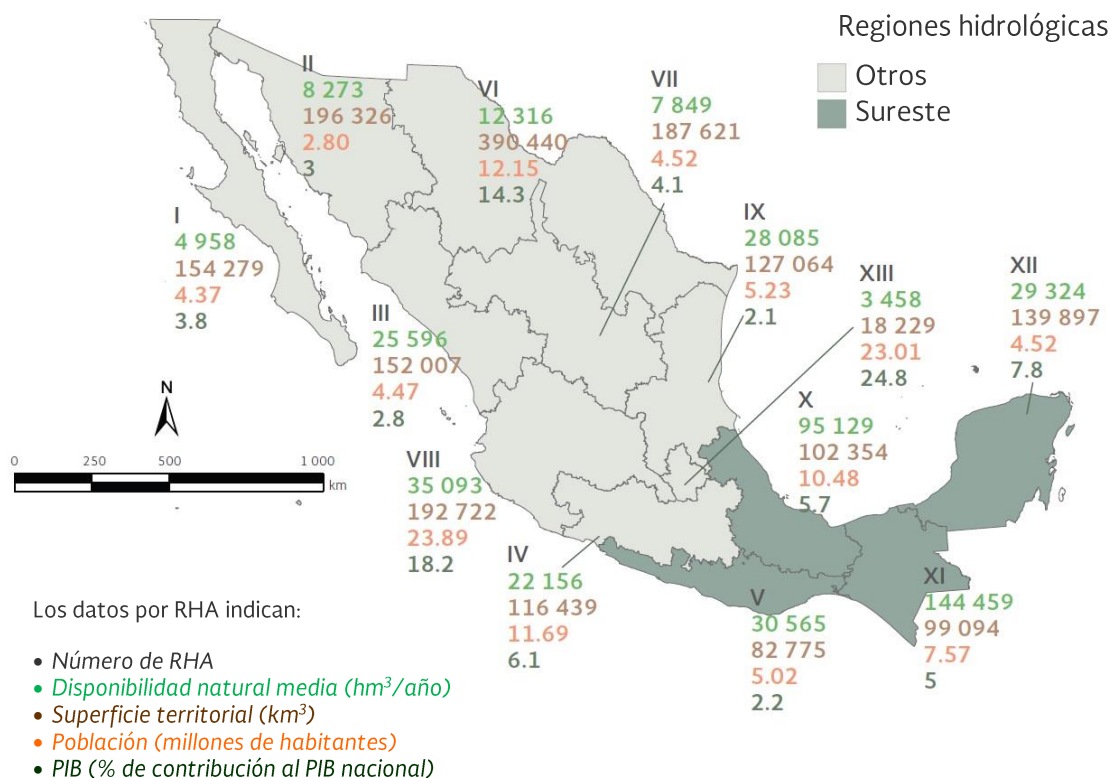 Regiones hidrológicas
Otros
Sureste
II
8 273
196 326
2.80
3
VI
12 316
390 440
12.15
14.3
VII
7 849
187 621
4.52
4.1
I
4 958
154 279
4.37
3.8
IX
28 085
127 064
5.23
2.1
XIII
3 458
18 229
23.01
24.8
XII
29 324
139 897
4.52
7.8
III
25 596
152 007
4.47
2.8
N
0 250 500 1 000
km
X
95 129
102 354
10.48
5.7
VIII
35 093
192 722
23.89
18.2
IV
22 156
116 439
11.69
6.1
V
30 565
82 775
5.02
2.2
XI
144 459
99 094
7.57
5
Los datos por RHA indican:
• Número de RHA
• Disponibilidad natural media (hm³/año)
• Superficie territorial (km³)
• Población (millones de habitantes)
• PIB (% de contribución al PIB nacional)